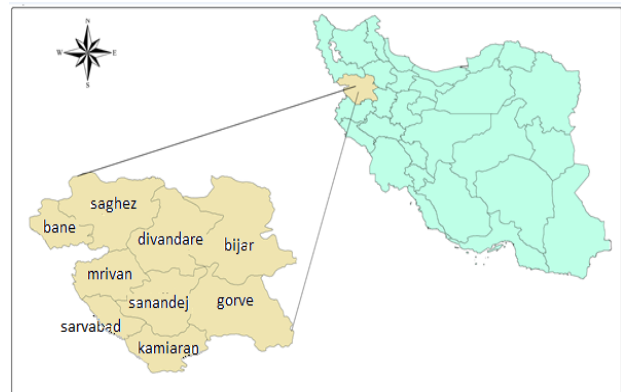 N
W E
S
saghez
bane
divandare
bijar
mrivan
sanandej
gorve
sarvabad
kamiaran